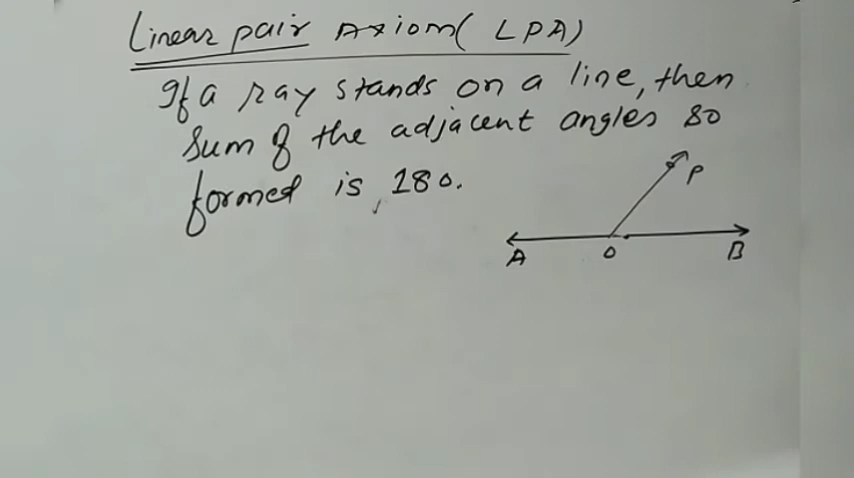 Linear pair Axiom( LPA)
If a ray stands on a line, then
Sum of the adjacent angles so
formed is 180.
P
A O B